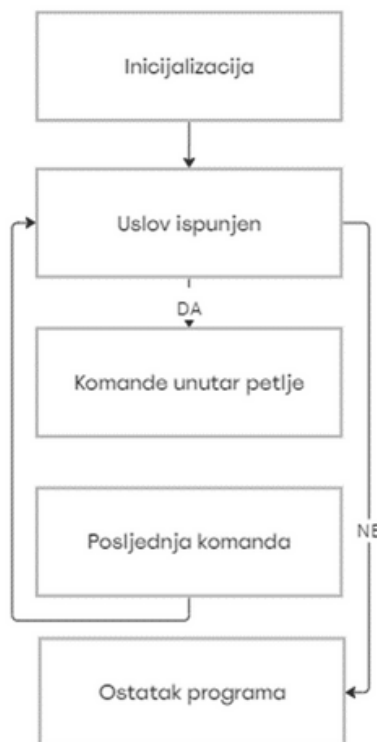 Inicijalizacija
Uslov ispunjen
DA
Komande unutar petlje
Posljednja komanda
NE
Ostatak programa